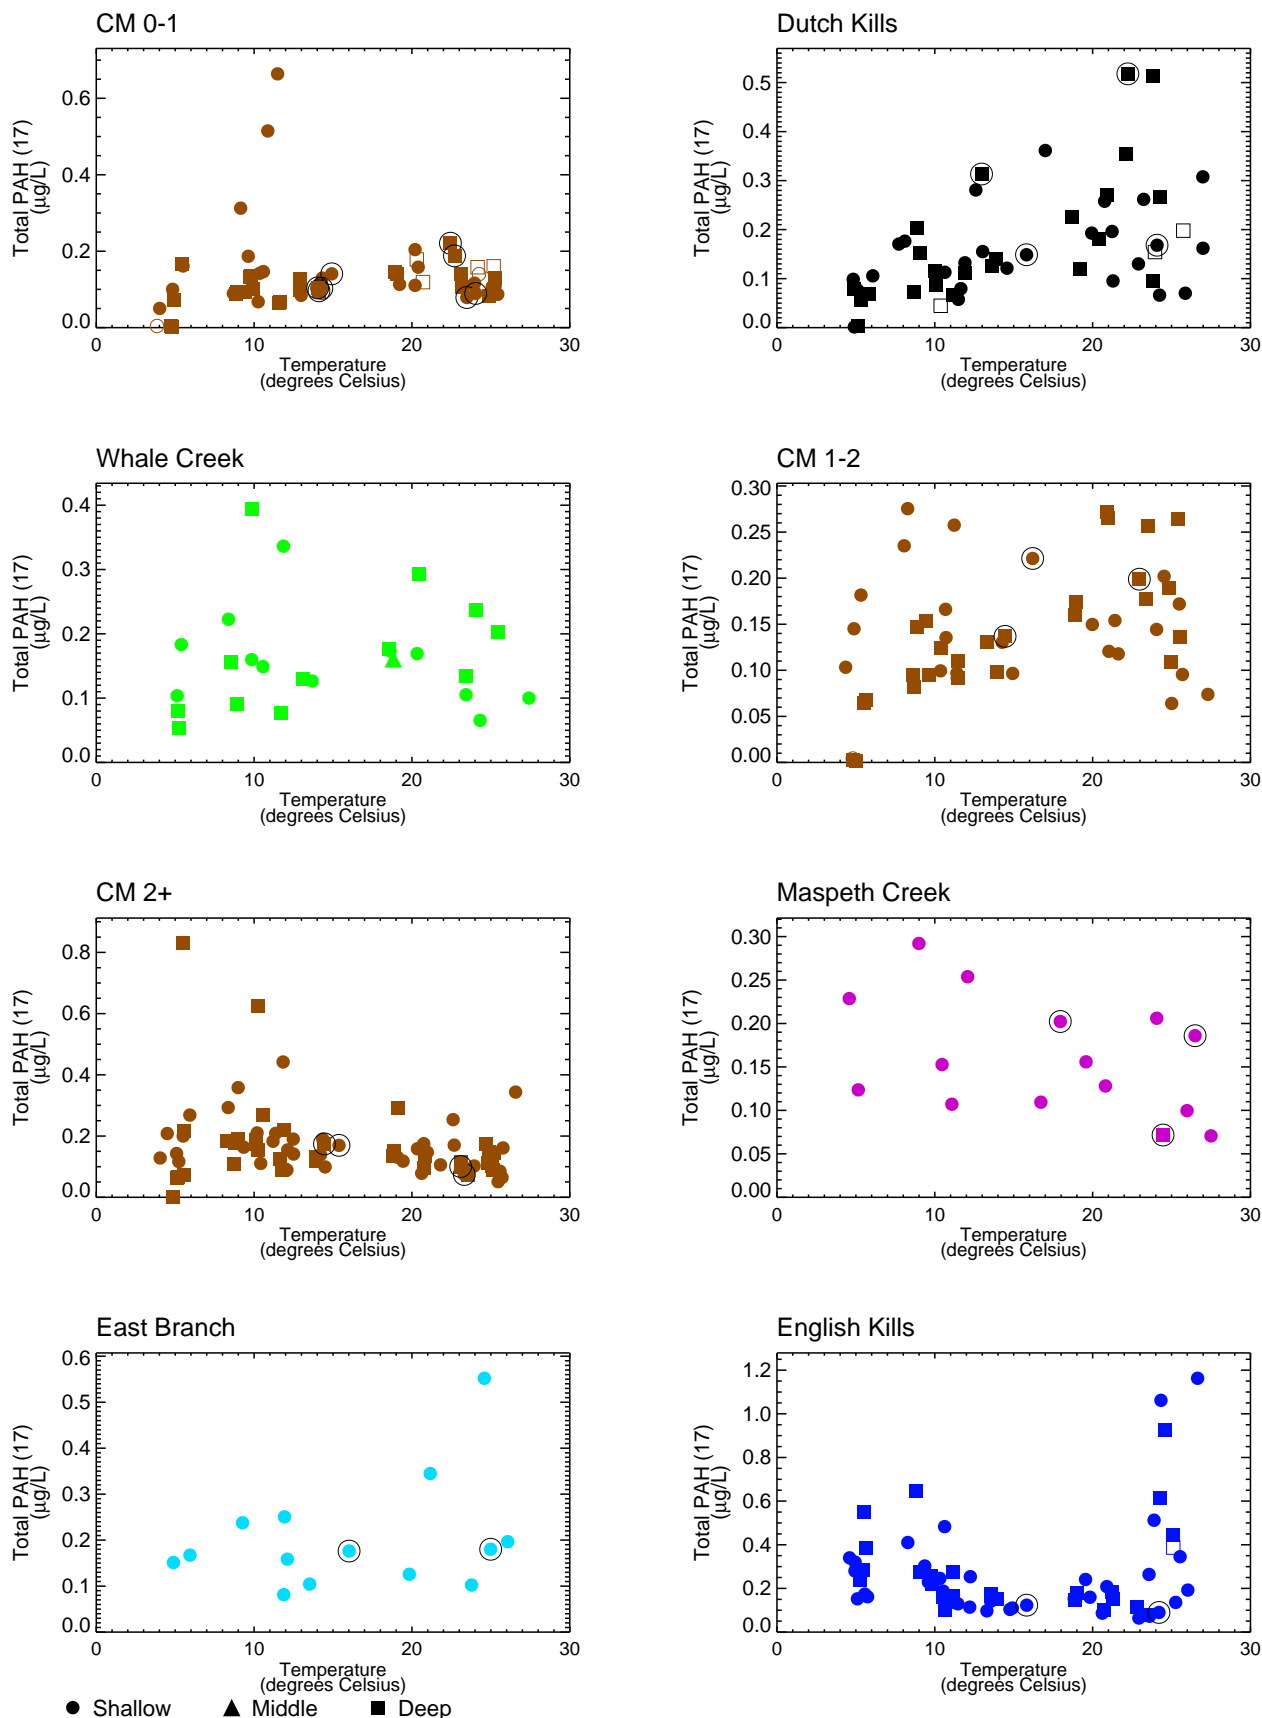 CM 0-1
Total PAH (17)
(µg/L)
0.6
0.4
0.2
0.0
0 10 20 30
Temperature
(degrees Celsius)
Dutch Kills
Total PAH (17)
(µg/L)
0.5
0.4
0.3
0.2
0.1
0.0
0 10 20 30
Temperature
(degrees Celsius)
Whale Creek
Total PAH (17)
(µg/L)
0.4
0.3
0.2
0.1
0.0
0 10 20 30
Temperature
(degrees Celsius)
CM 1-2
Total PAH (17)
(µg/L)
0.30
0.25
0.20
0.15
0.10
0.05
0.00
0 10 20 30
Temperature
(degrees Celsius)
CM 2+
Total PAH (17)
(µg/L)
0.8
0.6
0.4
0.2
0.0
0 10 20 30
Temperature
(degrees Celsius)
Maspeth Creek
Total PAH (17)
(µg/L)
0.30
0.25
0.20
0.15
0.10
0.05
0.00
0 10 20 30
Temperature
(degrees Celsius)
East Branch
Total PAH (17)
(µg/L)
0.6
0.5
0.4
0.3
0.2
0.1
0.0
0 10 20 30
Temperature
(degrees Celsius)
English Kills
Total PAH (17)
(µg/L)
1.2
1.0
0.8
0.6
0.4
0.2
0.0
0 10 20 30
Temperature
(degrees Celsius)
Shallow Middle Deep